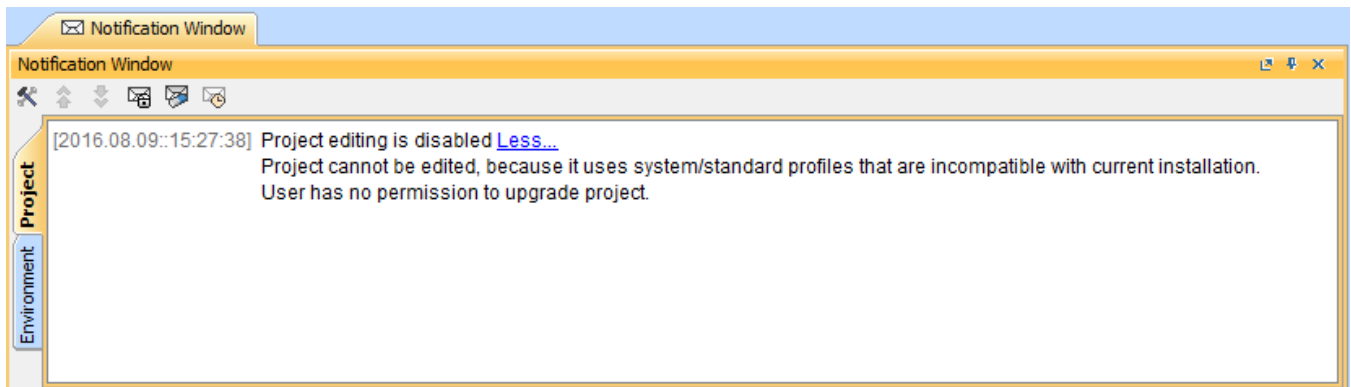 Notification Window
Notification Window
[2016.08.09::15:27:38] Project editing is disabled Less...
Project cannot be edited, because it uses system/standard profiles that are incompatible with current installation.
User has no permission to upgrade project.
Project
Environment